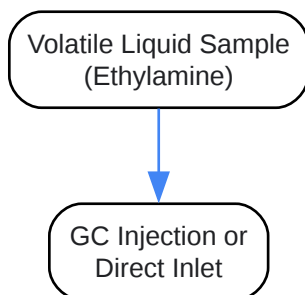 Volatile Liquid Sample
(Ethylamine)
GC Injection or
Direct Inlet